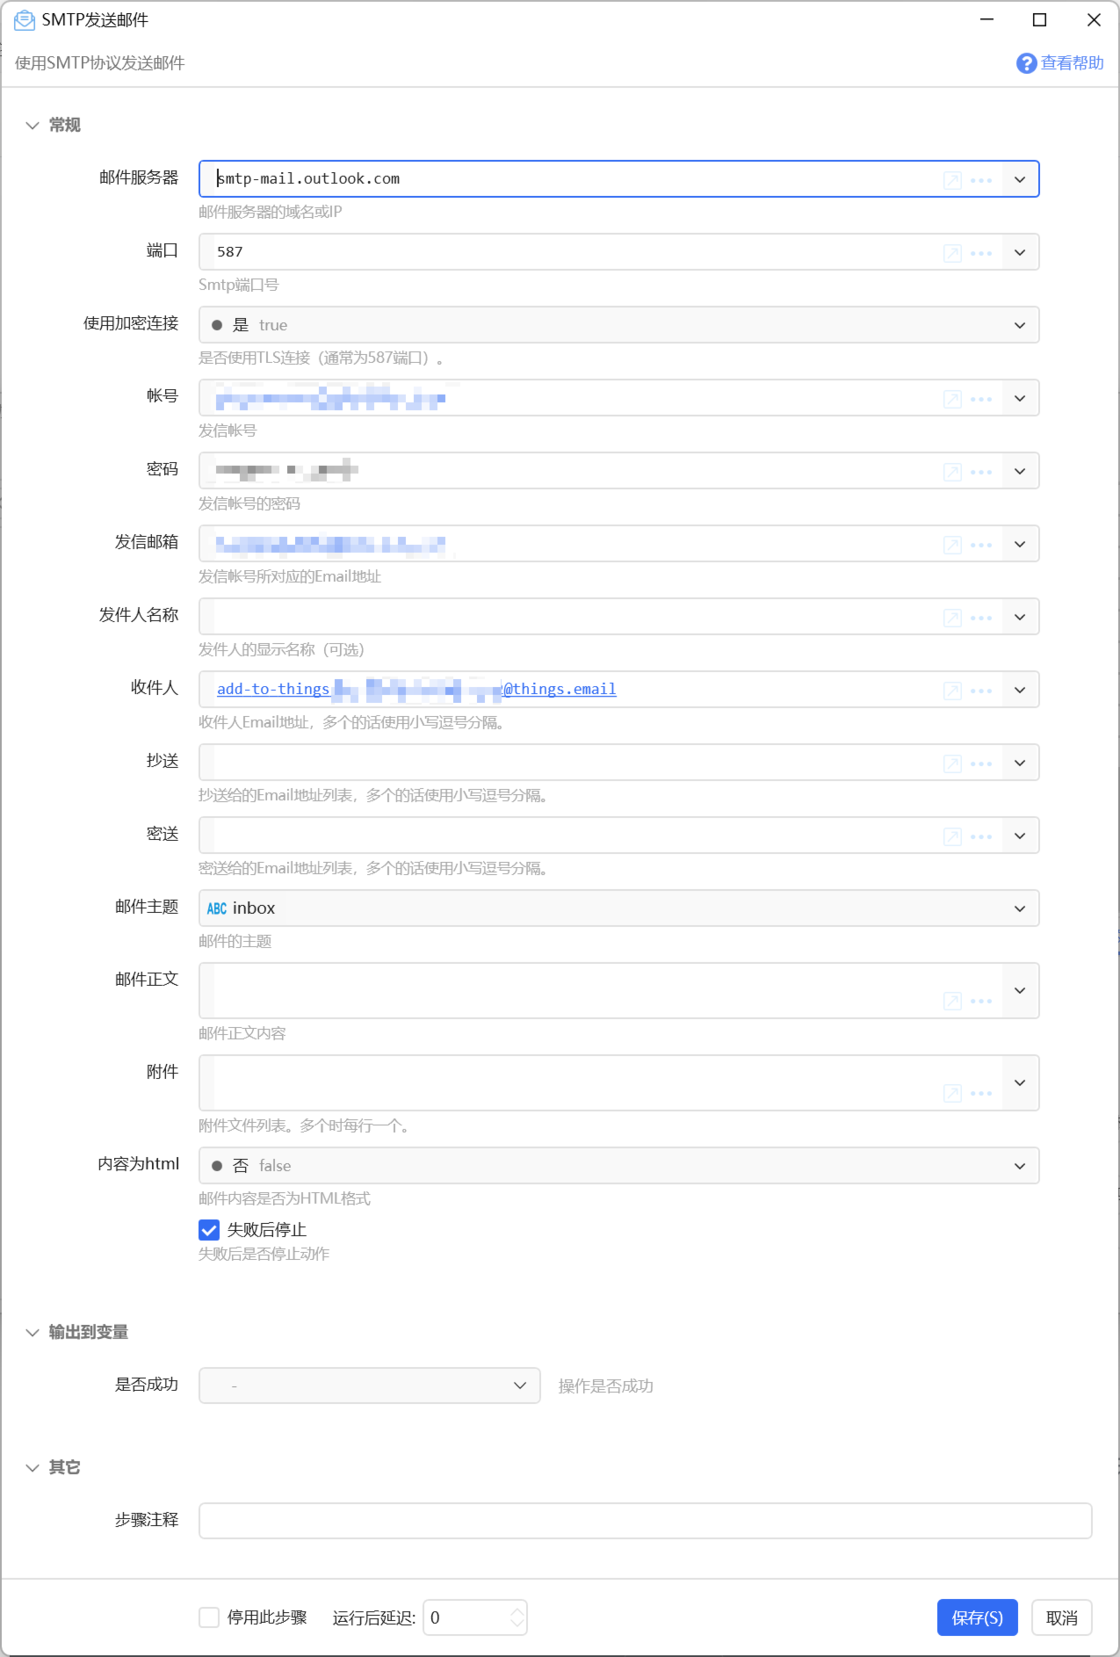 SMTP发送邮件
使用SMTP协议发送邮件
查看帮助
常规
邮件服务器
smtp-mail.outlook.com
邮件服务器的域名或IP
端口
587
Smtp端口号
使用加密连接
是 true
是否使用TLS连接（通常为587端口）。
帐号
发信帐号
密码
发信帐号的密码
发信邮箱
发信帐号所对应的Email地址
发件人名称
发件人的显示名称（可选）
收件人
add-to-things
@things.email
收件人Email地址，多个的话使用小写逗号分隔。
抄送
抄送给的Email地址列表，多个的话使用小写逗号分隔。
密送
密送给的Email地址列表，多个的话使用小写逗号分隔。
邮件主题
ABC inbox
邮件的主题
邮件正文
邮件正文内容
附件
附件文件列表。多个时每行一个。
内容为html
否 false
邮件内容是否为HTML格式
失败后停止
失败后是否停止动作
输出到变量
是否成功
-
操作是否成功
其它
步骤注释
停用此步骤
运行后延迟:
0
保存(S)
取消